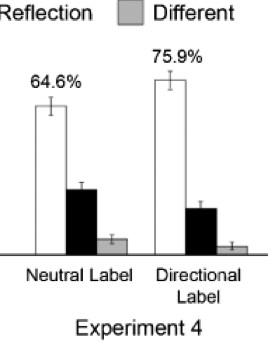 Reflection Different
64.6%
75.9%
Neutral Label
Directional
Label
Experiment 4